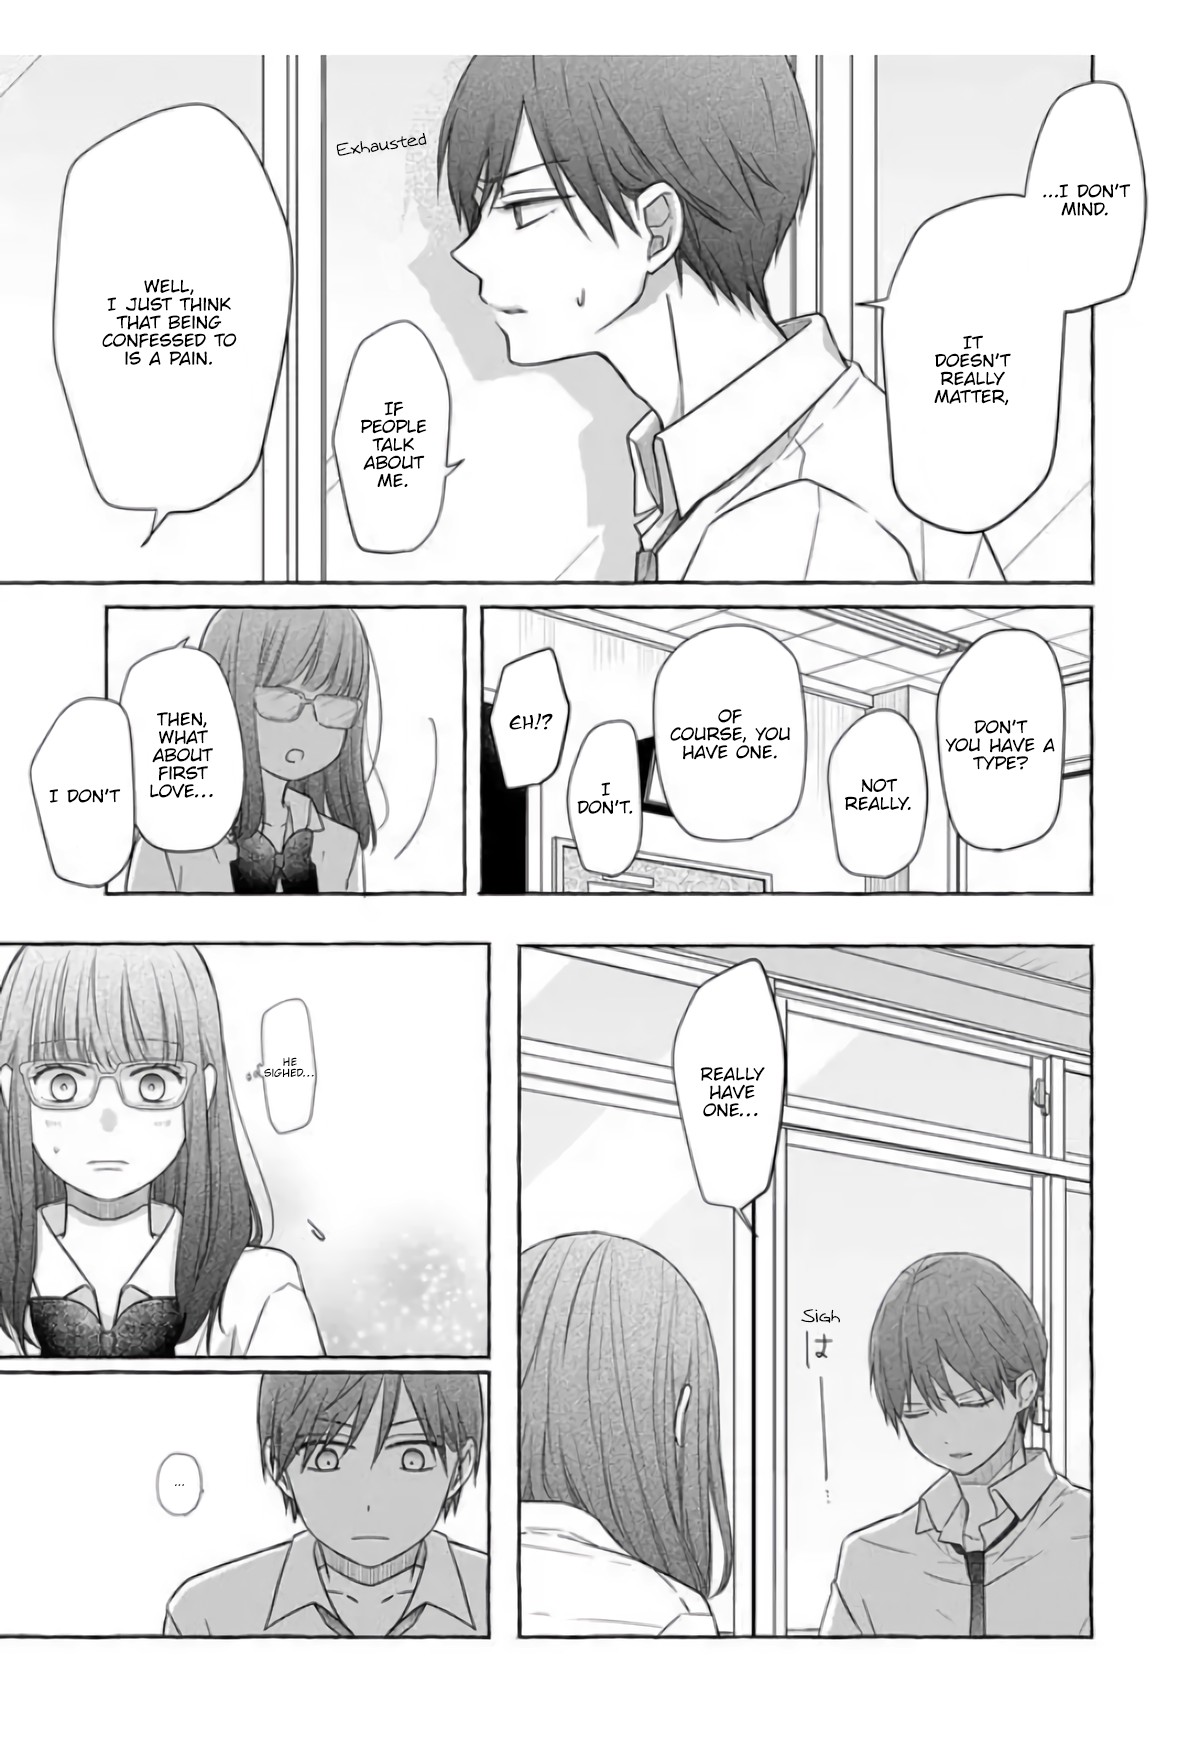 ...I DON'T
MIND.
IT
DOESN'T
REALLY
MATTER,
Exhausted
IF
PEOPLE
TALK
ABOUT
ME.
WELL,
I JUST THINK
THAT BEING
CONFESSED TO
IS A PAIN.
DON'T
YOU HAVE A
TYPE?
NOT
REALLY.
OF
COURSE, YOU
HAVE ONE.
I
DON'T.
EH!?
THEN,
WHAT
ABOUT
FIRST
LOVE...
I DON'T
REALLY
HAVE
ONE...
Sigh
は
HE
SIGHED...
...